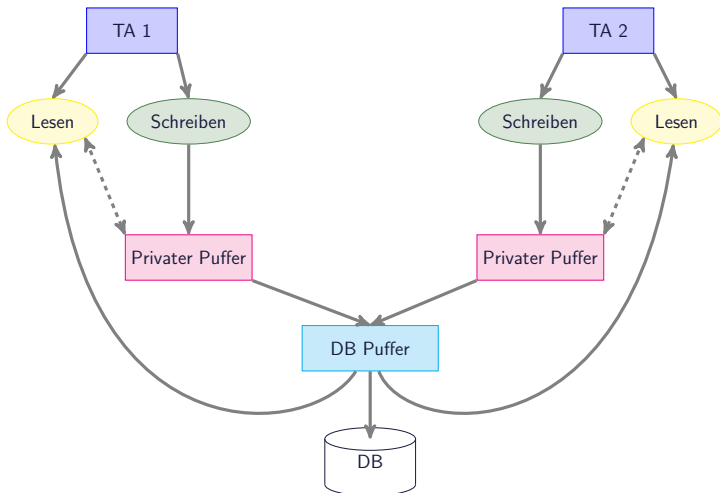 TA 1
TA 2
Lesen
Schreiben
Schreiben
Lesen
Privater Puffer
Privater Puffer
DB Puffer
DB